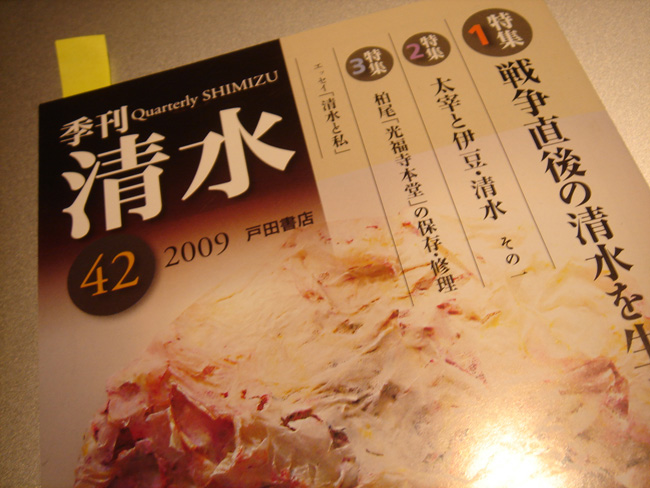 季刊
Quarterly SHIMIZU
清水
42
2009
戸田書店
特集1
戦争直後の清水を生
特集2
太宰と伊豆・清水 その一
特集3
柏尾「光福寺本堂」の保存・修理
エッセイ「清水と私」